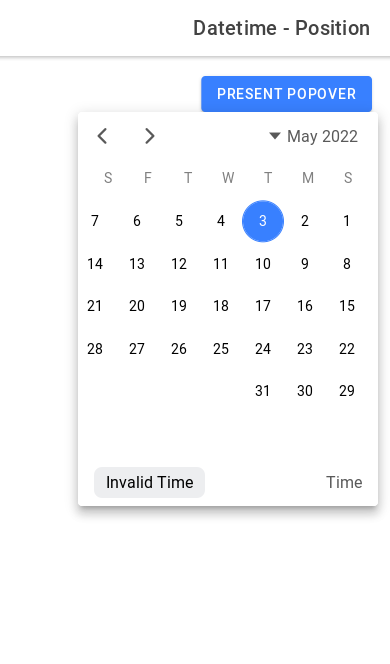 Datetime - Position
PRESENT POPOVER
May 2022
S M T W T F S
1 2 3 4 5 6 7
8 9 10 11 12 13 14
15 16 17 18 19 20 21
22 23 24 25 26 27 28
29 30 31
Time Invalid Time